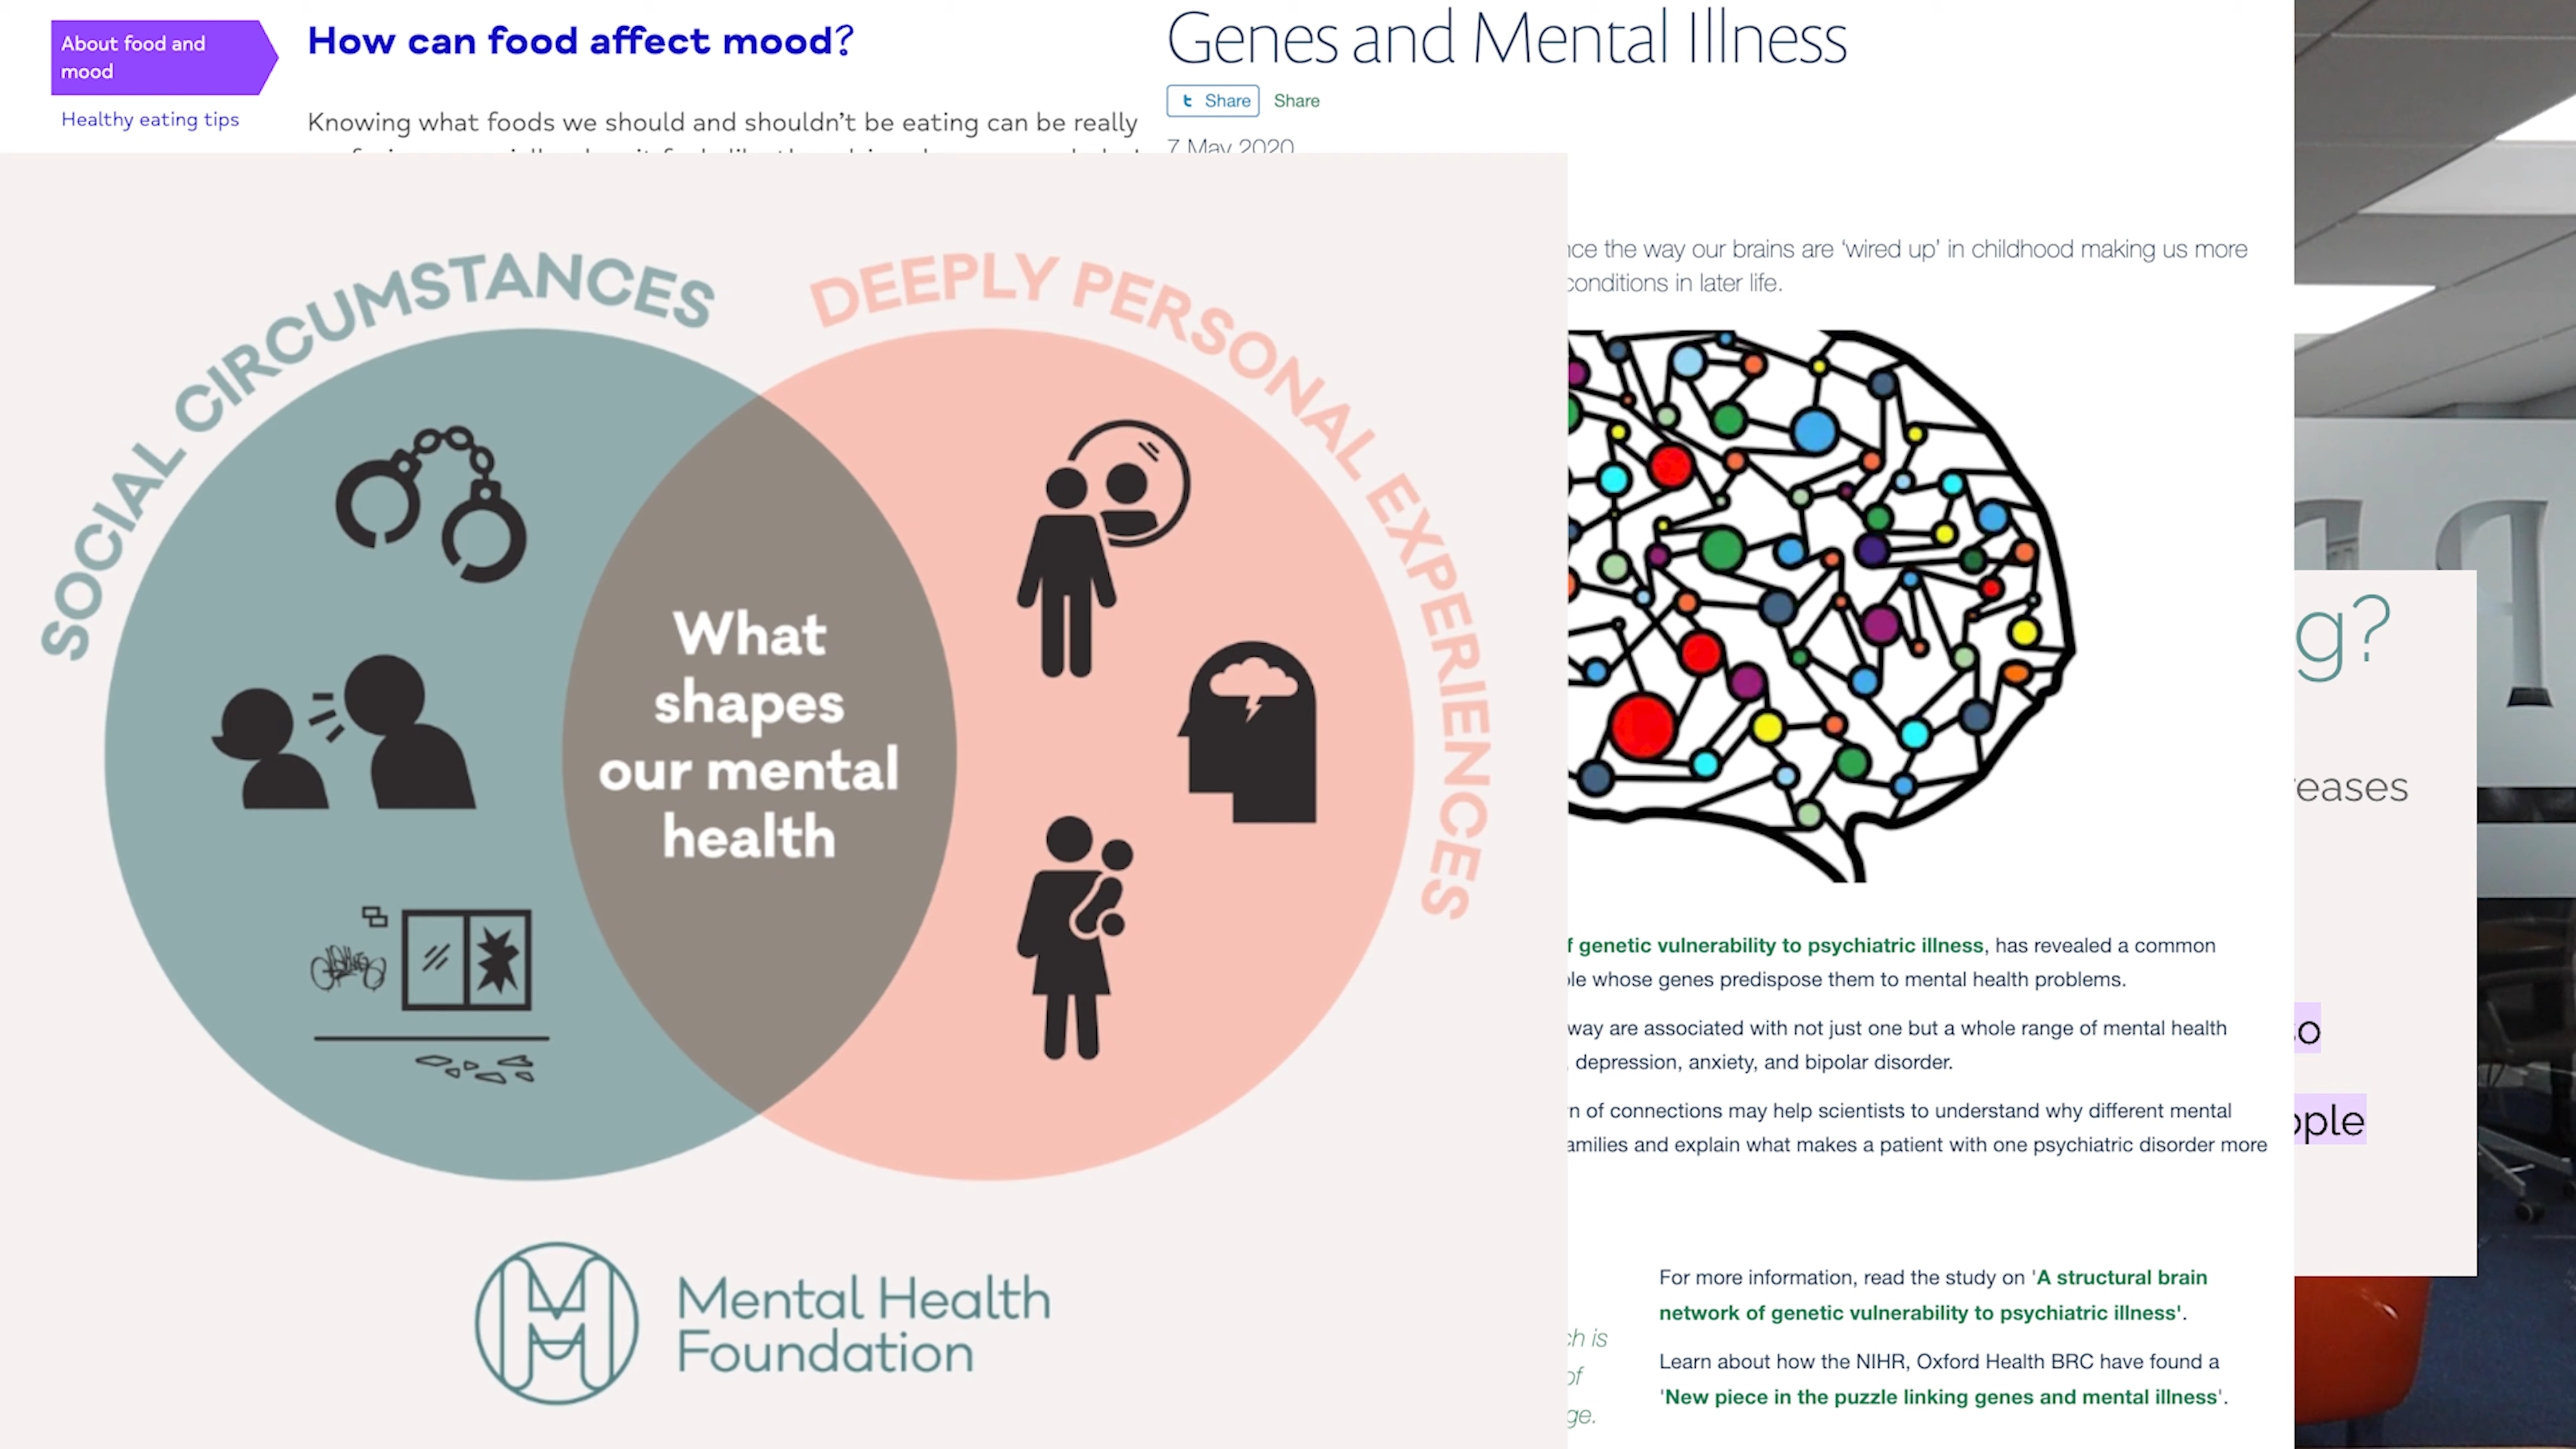 About food and
mood
Healthy eating tips
How can food affect mood?
Knowing what foods we should and shouldn't be eating can be really
Genes and Mental Illness
Share Share
7 May 2020
the way our brains are 'wired up' in childhood making us more
conditions in later life.
SOCIAL CIRCUMSTANCES
DEEPLY PERSONAL EXPERIENCES
What
shapes
our mental
health
Mental Health
Foundation
genetic vulnerability to psychiatric illness, has revealed a common
whose genes predispose them to mental health problems.
way are associated with not just one but a whole range of mental health
depression, anxiety, and bipolar disorder.
of connections may help scientists to understand why different mental
and explain what makes a patient with one psychiatric disorder more
is
of
For more information, read the study on 'A structural brain
network of genetic vulnerability to psychiatric illness'.
Learn about how the NIHR, Oxford Health BRC have found a
'New piece in the puzzle linking genes and mental illness'.